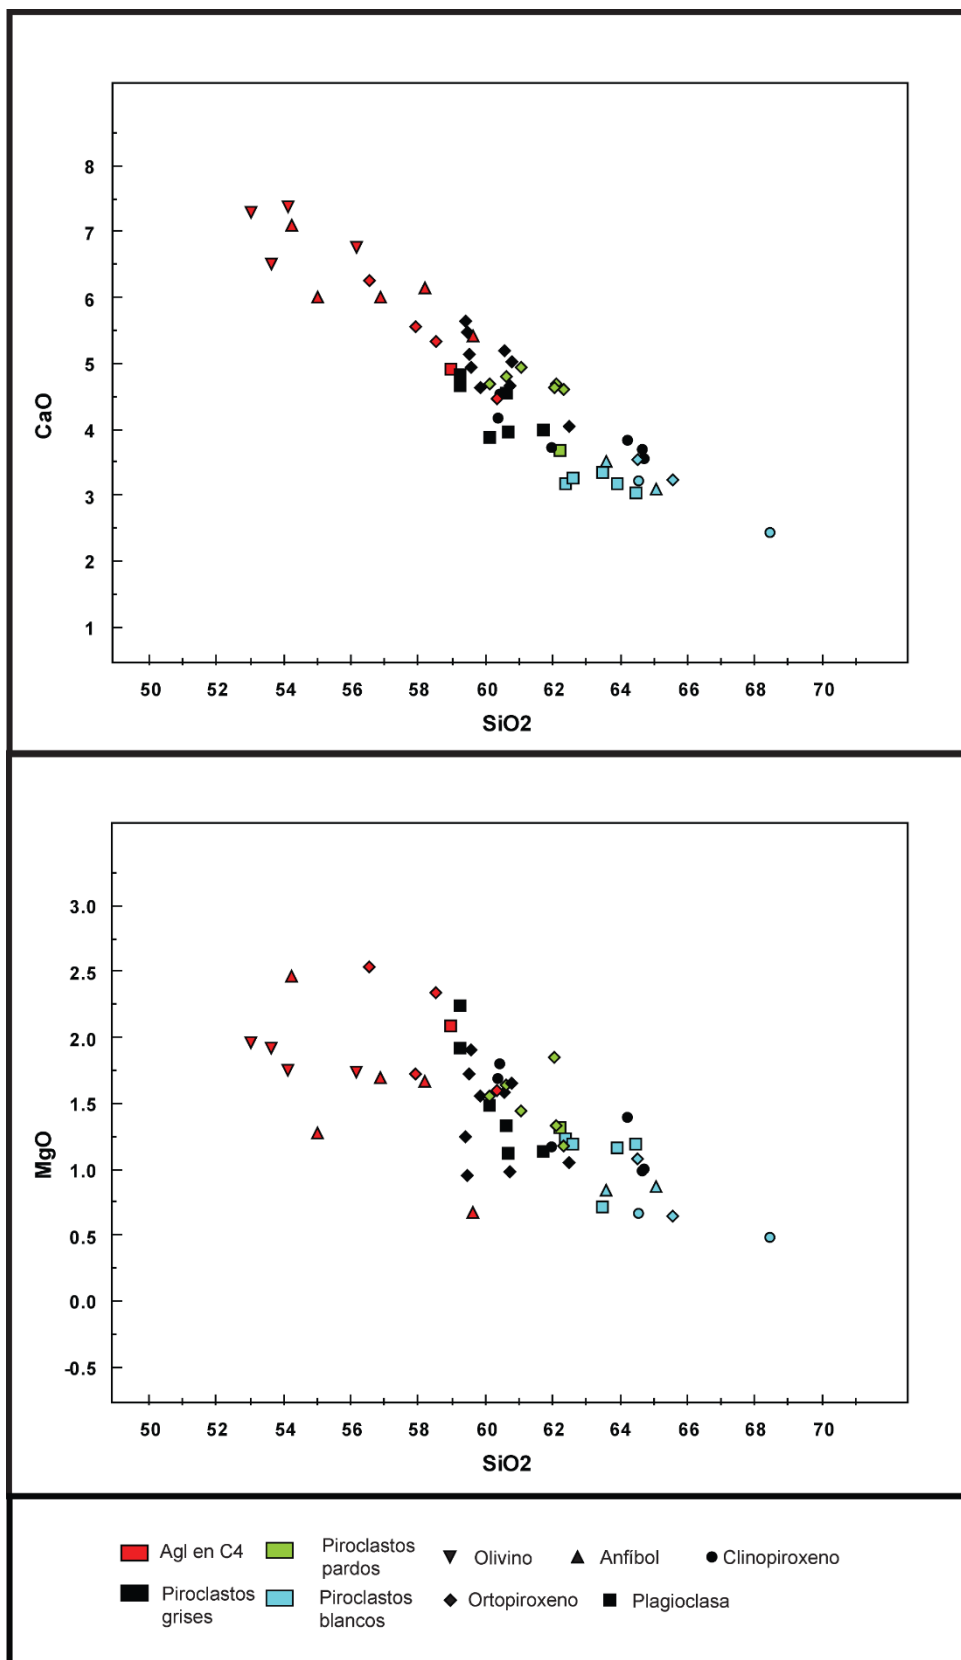 CaO
8
7
6
5
4
3
2
1
50 52 54 56 58 60 62 64 66 68 70
SiO2
MgO
3.0
2.5
2.0
1.5
1.0
0.5
0.0
-0.5
50 52 54 56 58 60 62 64 66 68 70
SiO2
Agl en C4
Piroclastos
pardos
Olivino
Anfíbol
Clinopiroxeno
Piroclastos
grises
Piroclastos
blancos
Ortopiroxeno
Plagioclasa